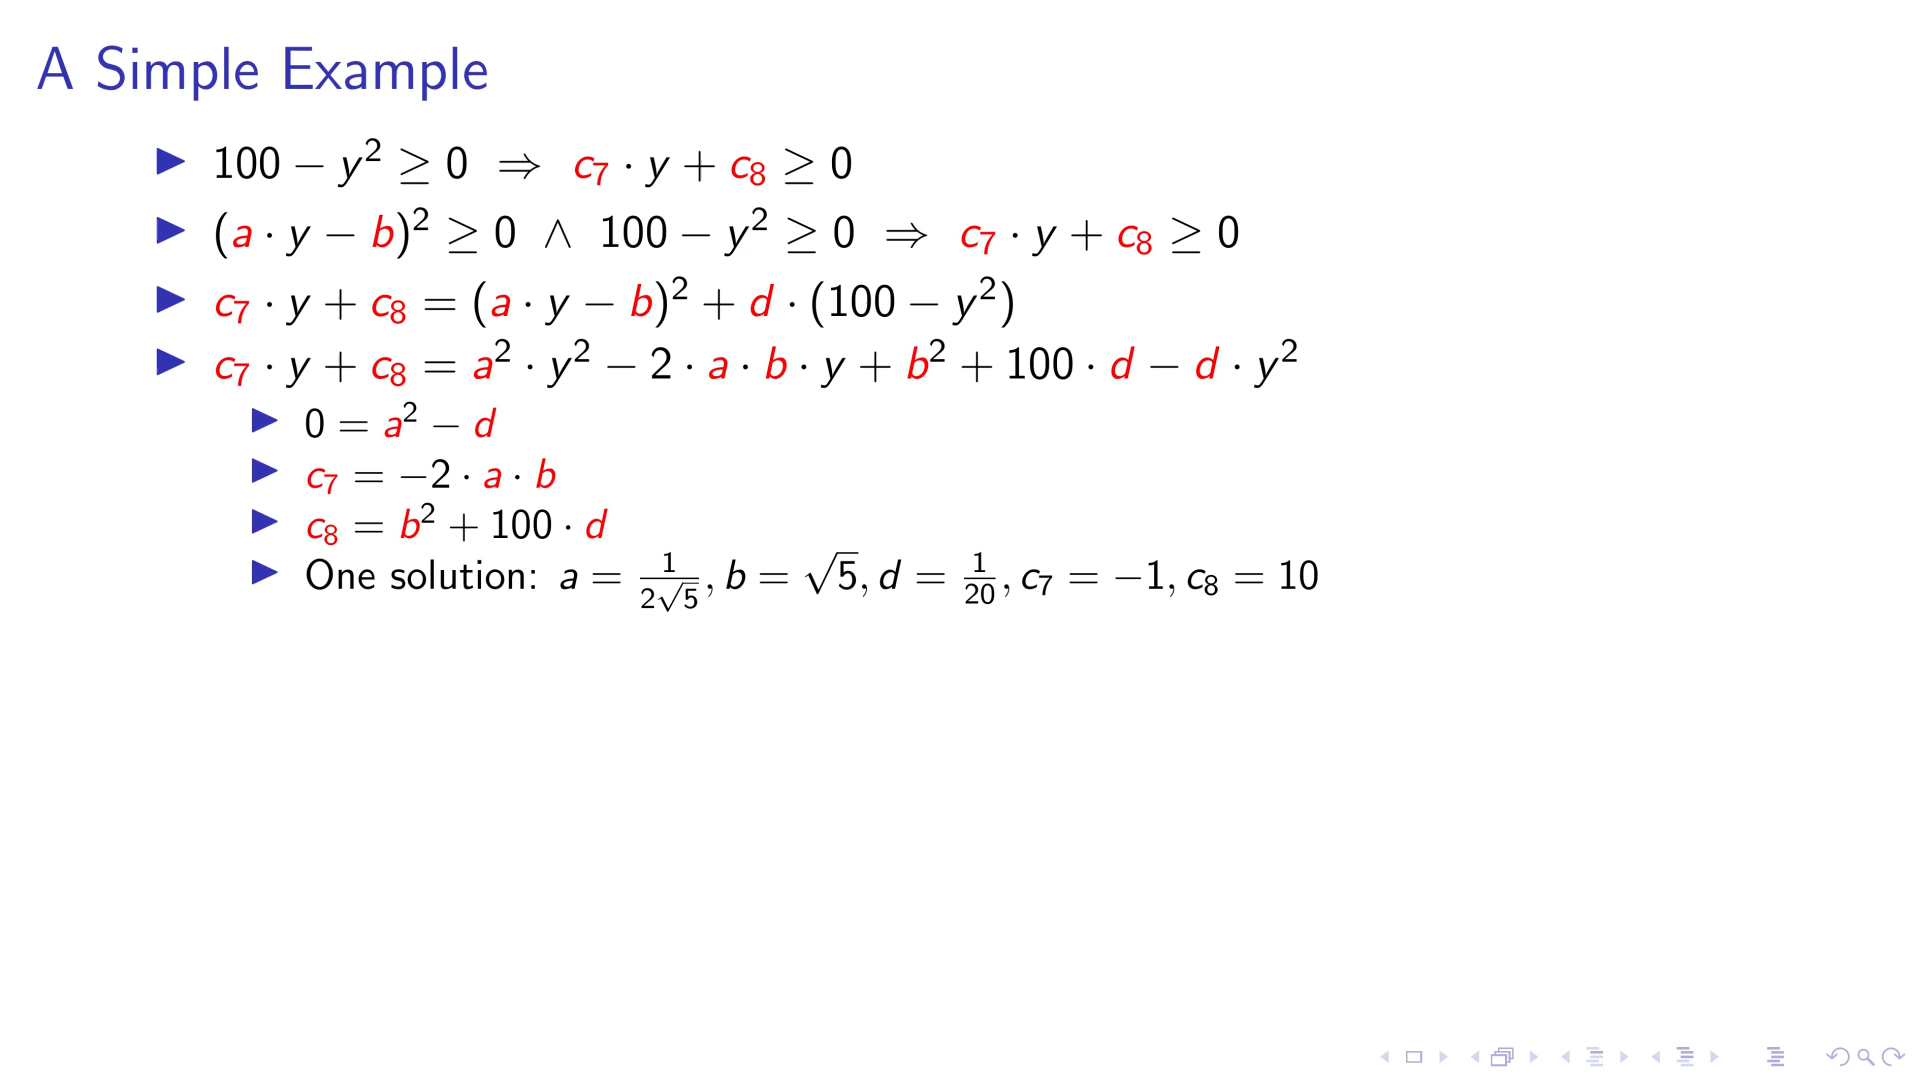 A Simple Example
▶ 100 − y² ≥ 0 ⇒ c₇ · y + c₈ ≥ 0
▶ (a · y − b)² ≥ 0 ∧ 100 − y² ≥ 0 ⇒ c₇ · y + c₈ ≥ 0
▶ c₇ · y + c₈ = (a · y − b)² + d · (100 − y²)
▶ c₇ · y + c₈ = a² · y² − 2 · a · b · y + b² + 100 · d − d · y²
▶ 0 = a² − d
▶ c₇ = −2 · a · b
▶ c₈ = b² + 100 · d
▶ One solution: a = 1/(2√5), b = √5, d = 1/20, c₇ = −1, c₈ = 10